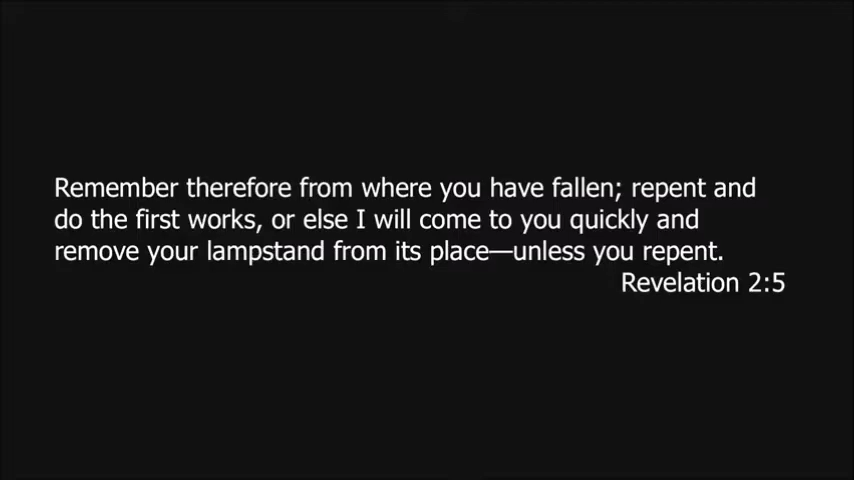 Remember therefore from where you have fallen; repent and
do the first works, or else I will come to you quickly and
remove your lampstand from its place—unless you repent.
Revelation 2:5